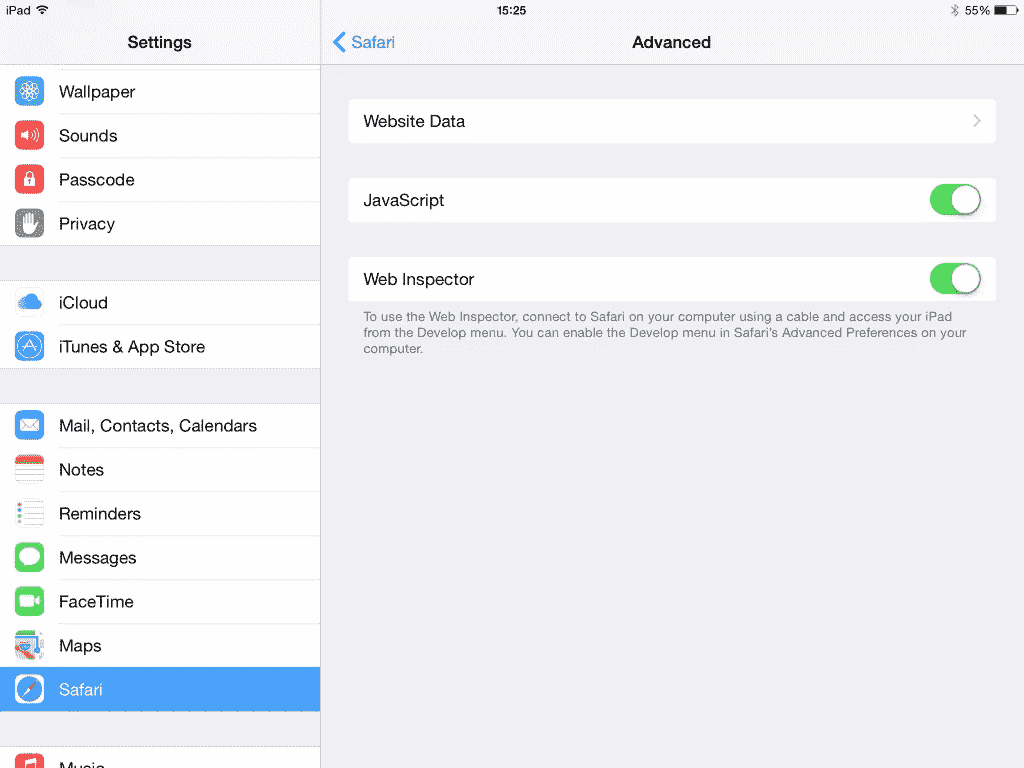 iPad 15:25 55%
Settings
Wallpaper
Sounds
Passcode
Privacy
iCloud
iTunes & App Store
Mail, Contacts, Calendars
Notes
Reminders
Messages
FaceTime
Maps
Safari
Music
Safari Advanced
Website Data
JavaScript
Web Inspector
To use the Web Inspector, connect to Safari on your computer using a cable and access your iPad
from the Develop menu. You can enable the Develop menu in Safari's Advanced Preferences on your
computer.